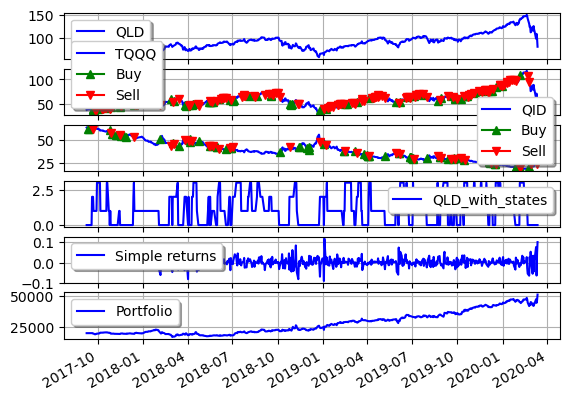 150
100
QLD
100
50
TQQQ
Buy
Sell
50
25
QID
Buy
Sell
2.5
0.0
QLD_with_states
0.1
0.0
−0.1
Simple returns
50000
25000
Portfolio
2017-10
2018-01
2018-04
2018-07
2018-10
2019-01
2019-04
2019-07
2019-10
2020-01
2020-04